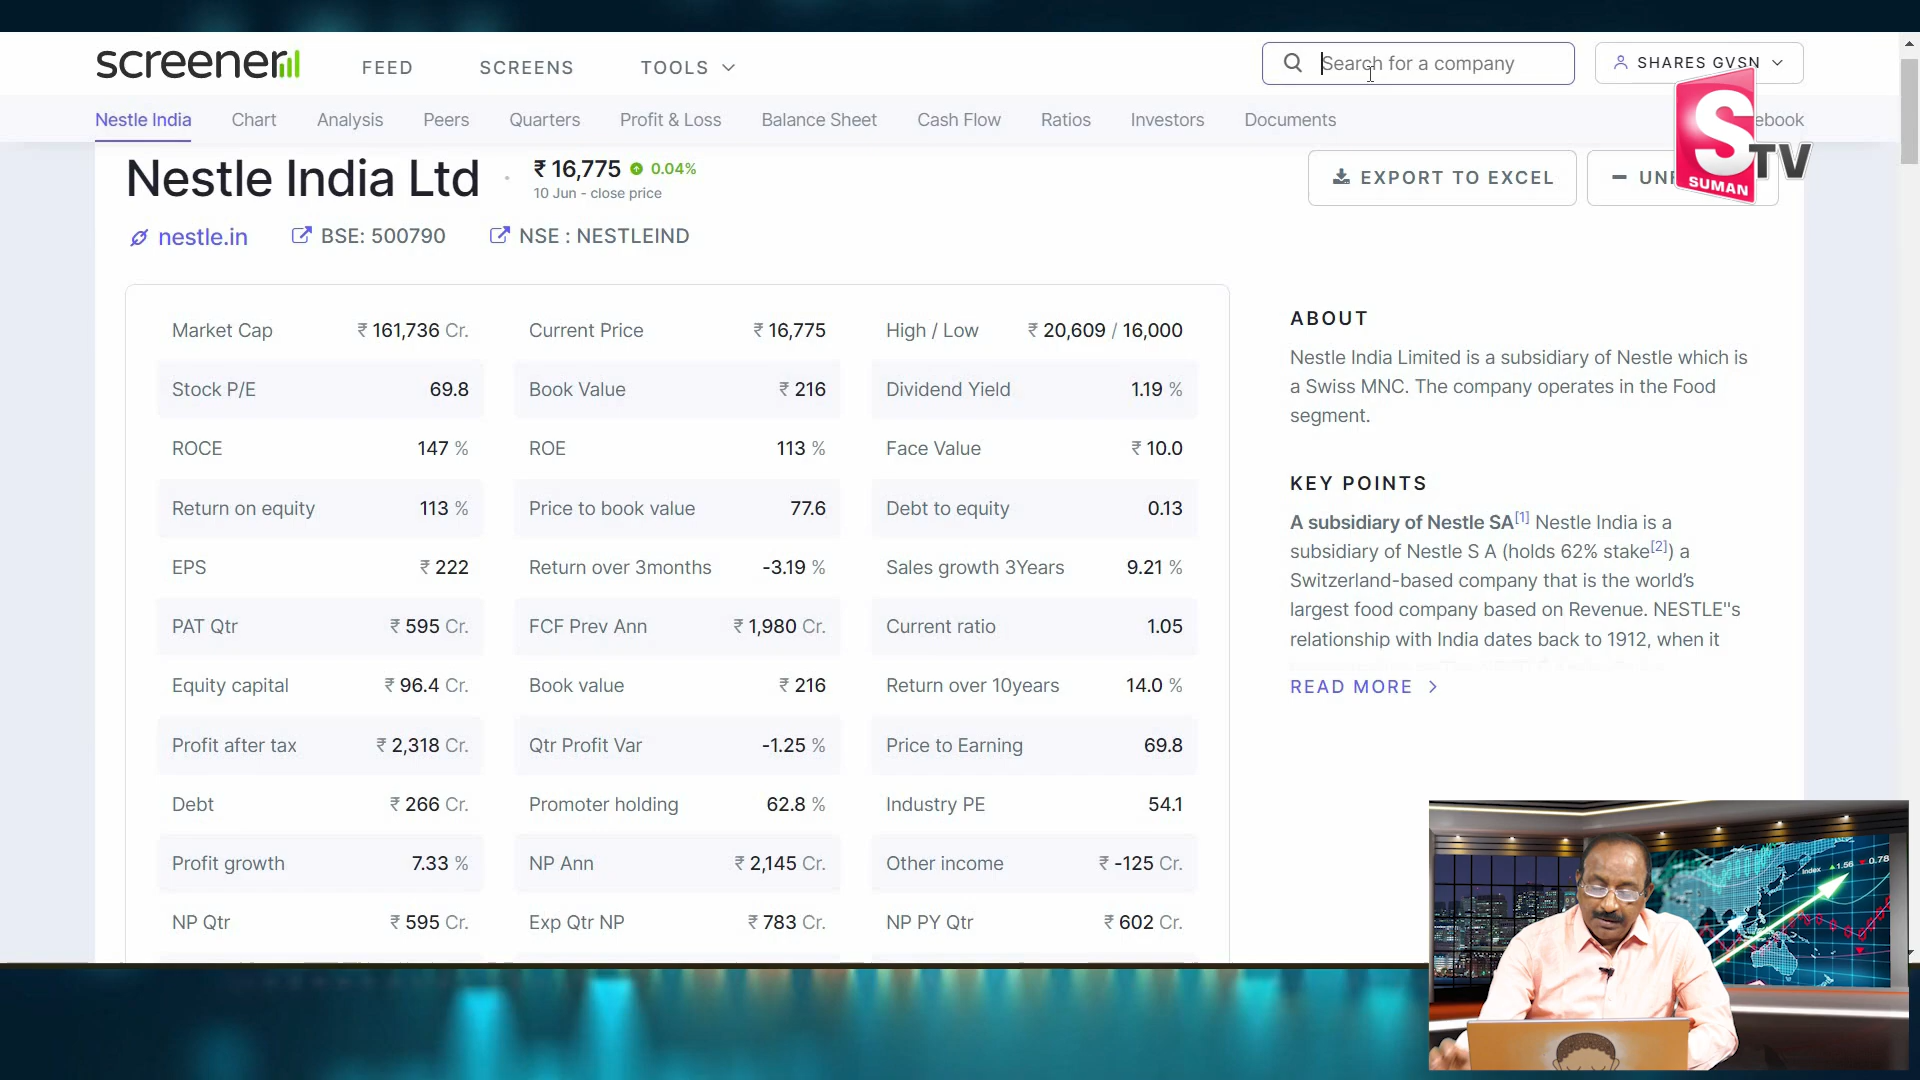 screener
FEED
SCREENS
TOOLS
Search for a company
SHARES GVSN
Nestle India
Chart
Analysis
Peers
Quarters
Profit & Loss
Balance Sheet
Cash Flow
Ratios
Investors
Documents
ebook
S TV
SUMAN
Nestle India Ltd
₹ 16,775 0.04%
10 Jun - close price
EXPORT TO EXCEL
nestle.in
BSE: 500790
NSE : NESTLEIND
Market Cap ₹ 161,736 Cr.
Current Price ₹ 16,775
High / Low ₹ 20,609 / 16,000
Stock P/E 69.8
Book Value ₹ 216
Dividend Yield 1.19 %
ROCE 147 %
ROE 113 %
Face Value ₹ 10.0
Return on equity 113 %
Price to book value 77.6
Debt to equity 0.13
EPS ₹ 222
Return over 3months -3.19 %
Sales growth 3Years 9.21 %
PAT Qtr ₹ 595 Cr.
FCF Prev Ann ₹ 1,980 Cr.
Current ratio 1.05
Equity capital ₹ 96.4 Cr.
Book value ₹ 216
Return over 10years 14.0 %
Profit after tax ₹ 2,318 Cr.
Qtr Profit Var -1.25 %
Price to Earning 69.8
Debt ₹ 266 Cr.
Promoter holding 62.8 %
Industry PE 54.1
Profit growth 7.33 %
NP Ann ₹ 2,145 Cr.
Other income ₹ -125 Cr.
NP Qtr ₹ 595 Cr.
Exp Qtr NP ₹ 783 Cr.
NP PY Qtr ₹ 602 Cr.
ABOUT
Nestle India Limited is a subsidiary of Nestle which is
a Swiss MNC. The company operates in the Food
segment.
KEY POINTS
A subsidiary of Nestle SA[1] Nestle India is a
subsidiary of Nestle S A (holds 62% stake[2]) a
Switzerland-based company that is the world's
largest food company based on Revenue. NESTLE"s
relationship with India dates back to 1912, when it
READ MORE
Index 1.56 0.78